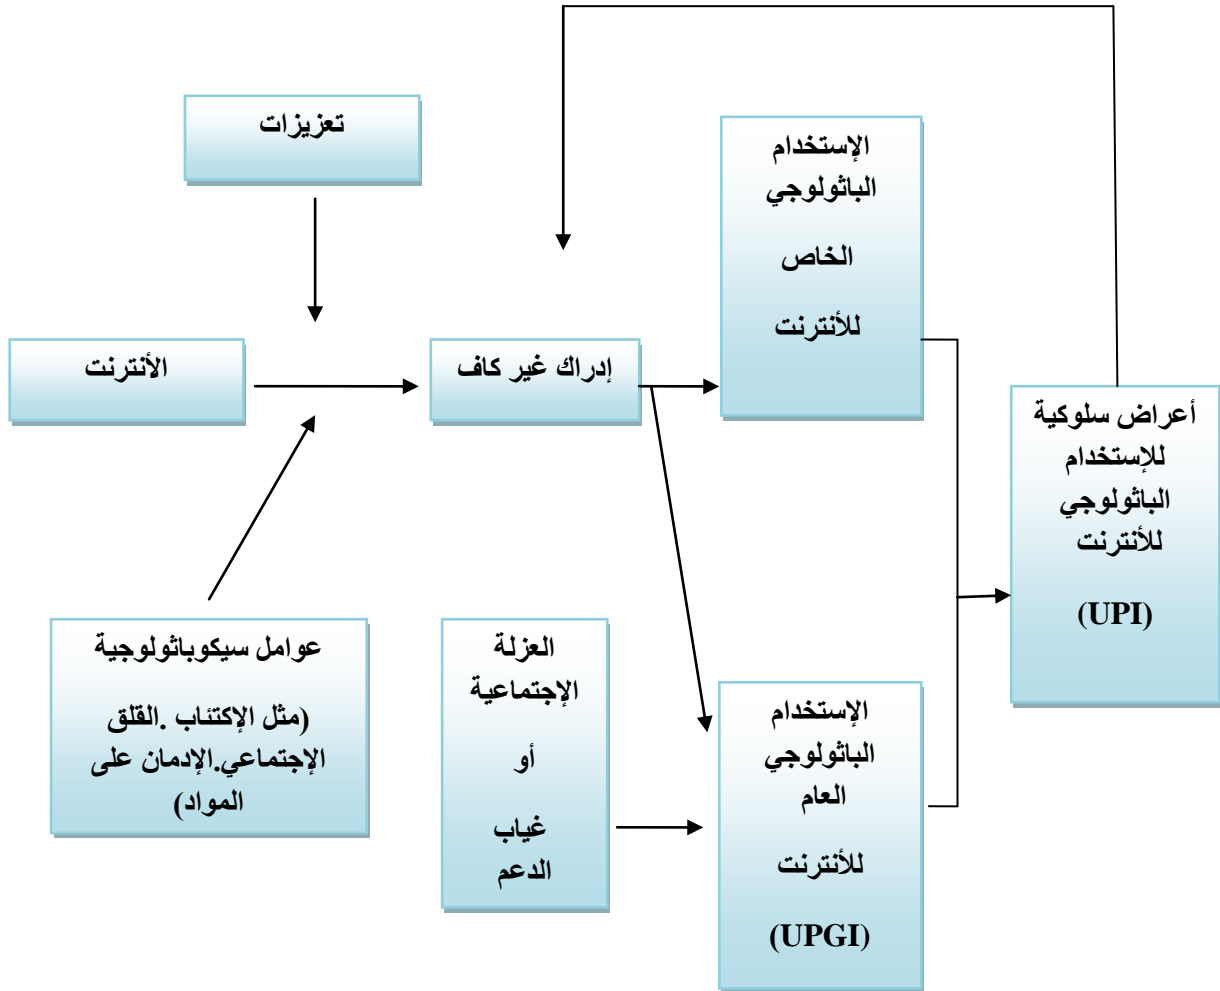 تعزيزات
الإستخدام
الباثولوجي
الخاص
للأنترنت
الأنترنت
إدراك غير كاف
أعراض سلوكية
للإستخدام
الباثولوجي
للأنترنت
(UPI)
عوامل سيكوباثولوجية
(مثل الإكتئاب .القلق
الإجتماعي.الإدمان على
المواد)
العزلة
الإجتماعية
أو
غياب
الدعم
الإستخدام
الباثولوجي
العام
للأنترنت
(UPGI)